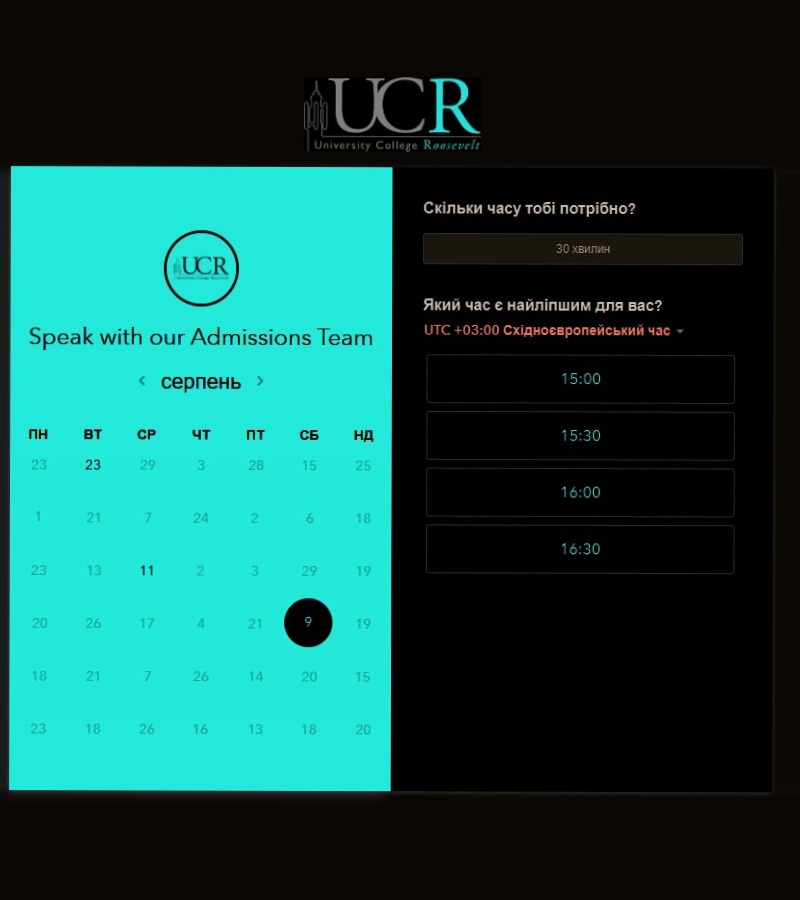 UCR
University College Roosevelt
UCR
University College Roosevelt
Speak with our Admissions Team
серпень
ПН ВТ СР ЧТ ПТ СБ НД
23 23 29 3 28 15 25
1 21 7 24 2 6 18
23 13 11 2 3 29 19
20 26 17 4 21 9 19
18 21 7 26 14 20 15
23 18 26 16 13 18 20
Скільки часу тобі потрібно?
30 хвилин
Який час є найліпшим для вас?
UTC +03:00 Східноєвропейський час
15:00
15:30
16:00
16:30